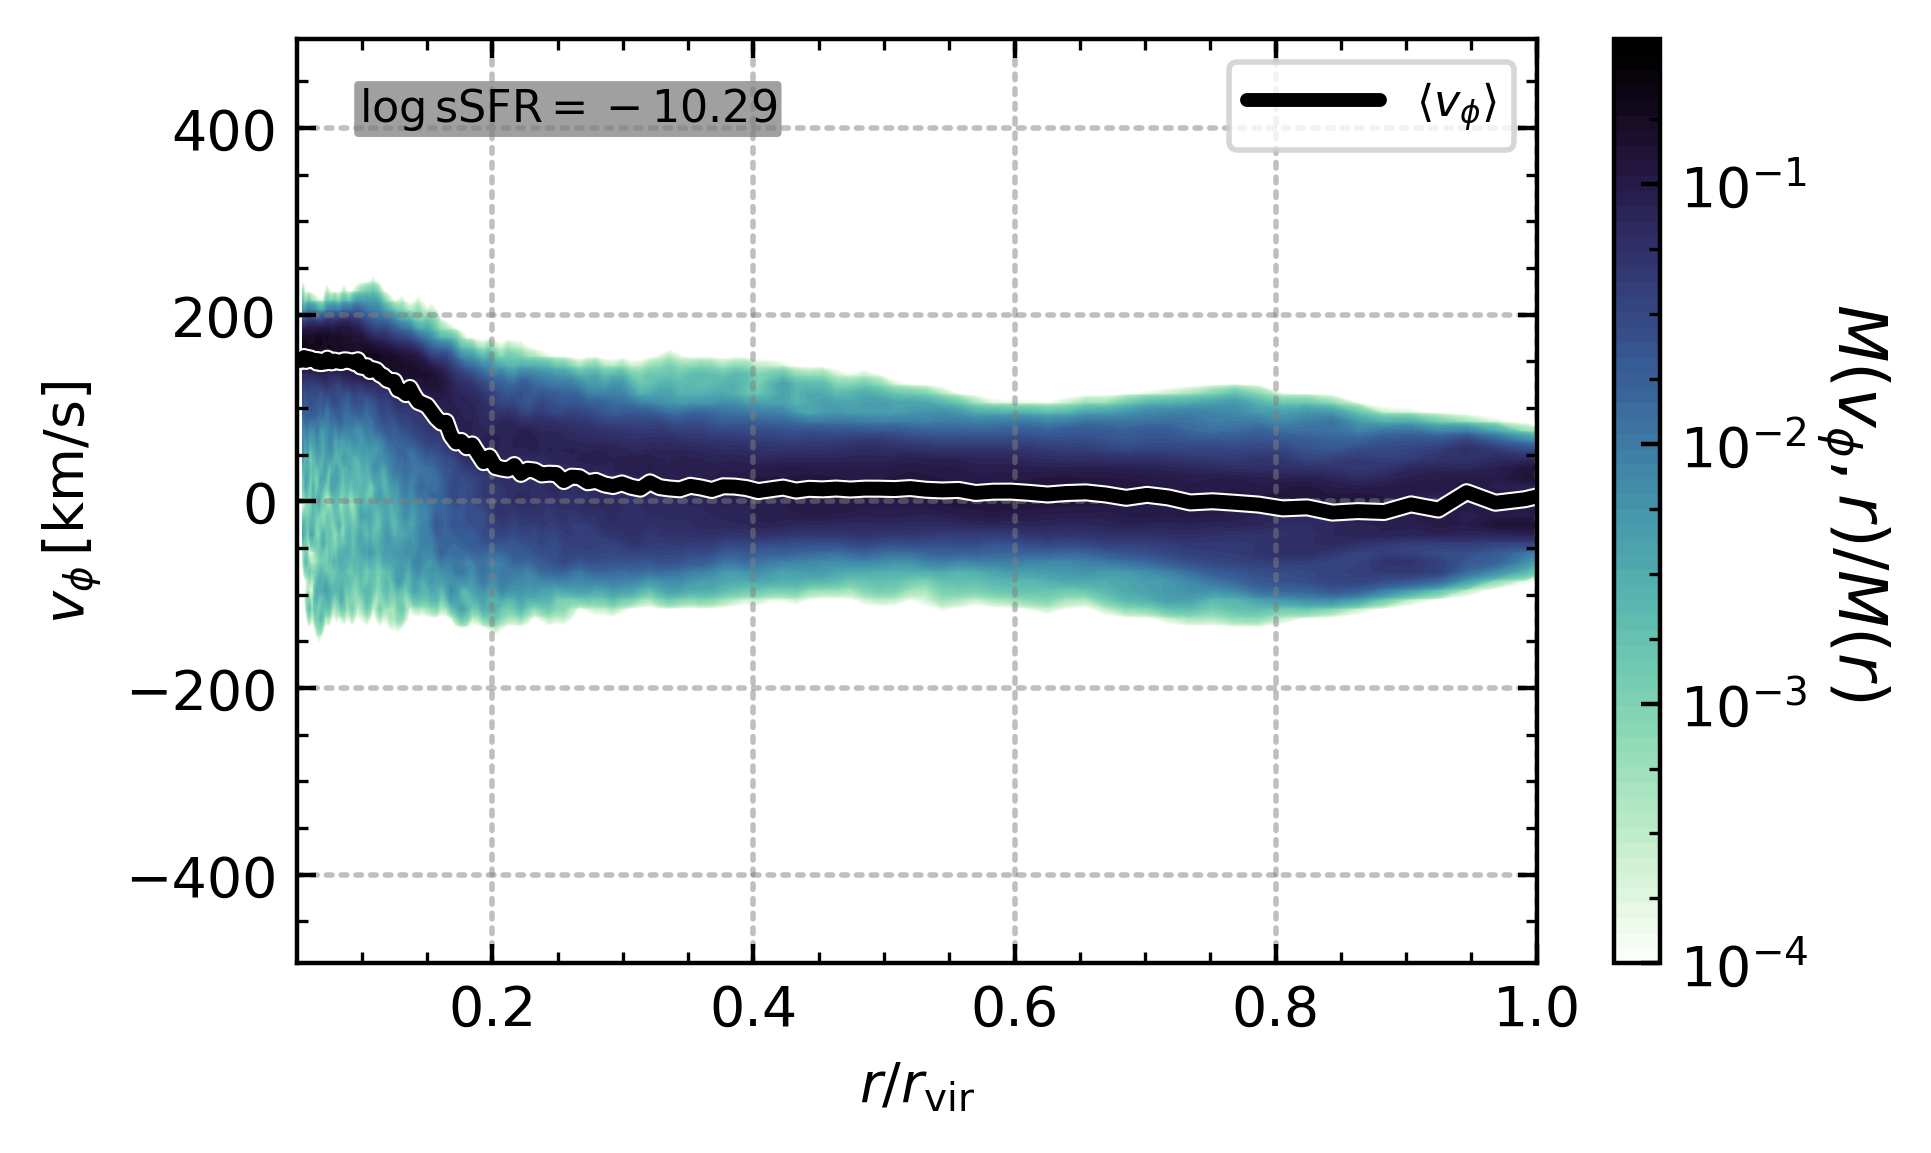 log sSFR = − 10.29
⟨v_ϕ⟩
400
200
0
−200
−400
v_ϕ [km/s]
0.2 0.4 0.6 0.8 1.0
r/r_vir
10^−1
10^−2
10^−3
10^−4
M(v_ϕ, r)/M(r)